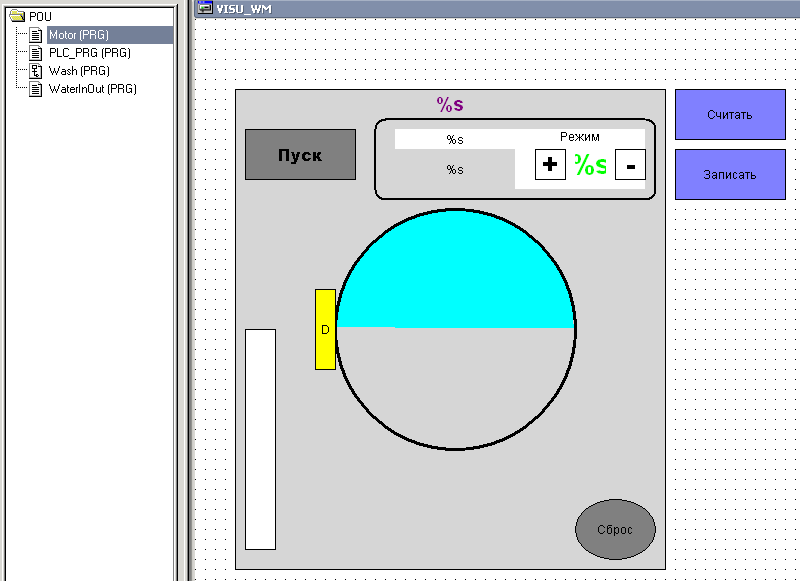 POU
Motor (PRG)
PLC_PRG (PRG)
Wash (PRG)
WaterInOut (PRG)
VISU_WM
%s
Пуск
%s
Режим
%s
+ %s -
D
Сброс
Считать
Записать